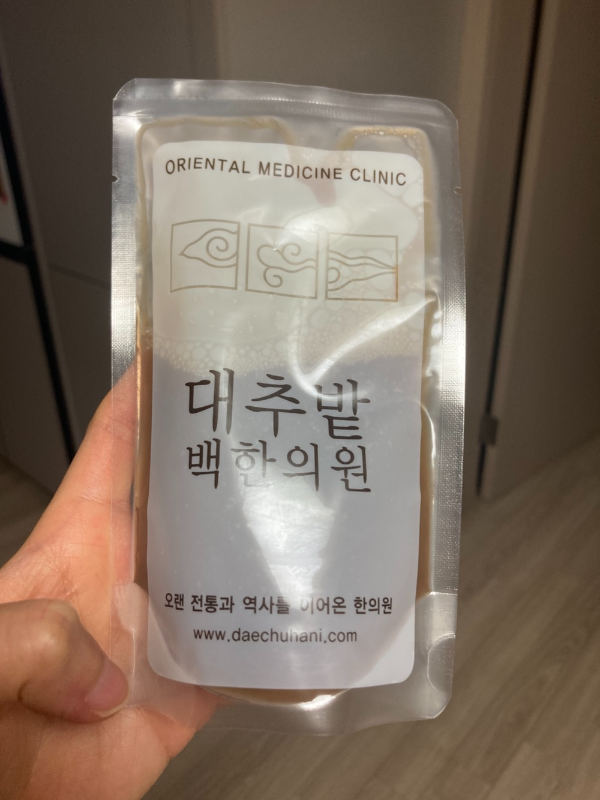 ORIENTAL MEDICINE CLINIC
대추밭
백한의원
오랜 전통과 역사를 이어온 한의원
www.daechuhani.com